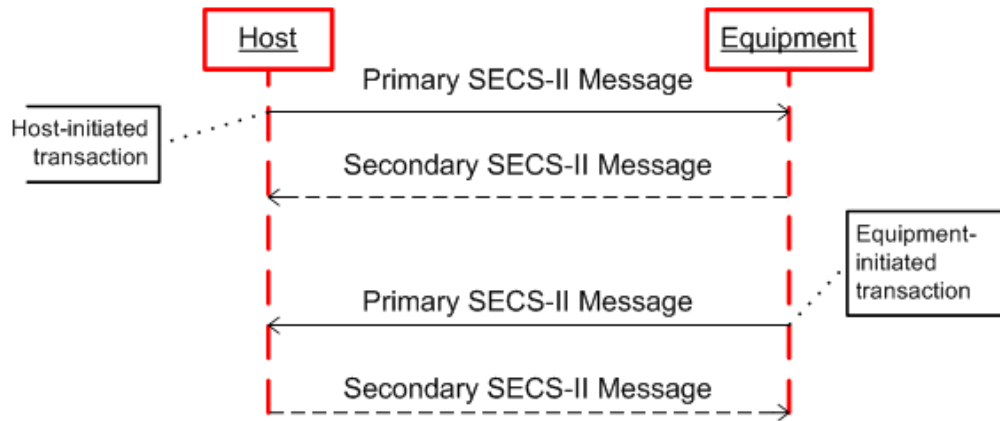 Host
Equipment
Primary SECS-II Message
Host-initiated
transaction
Secondary SECS-II Message
Equipment-
initiated
transaction
Primary SECS-II Message
Secondary SECS-II Message